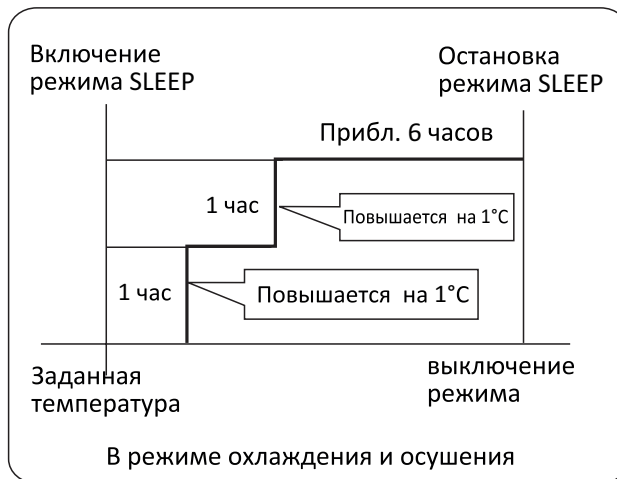 Включение
режима SLEEP
Остановка
режима SLEEP
Прибл. 6 часов
1 час
Повышается на 1°C
1 час
Повышается на 1°C
Заданная
температура
выключение
режима
В режиме охлаждения и осушения